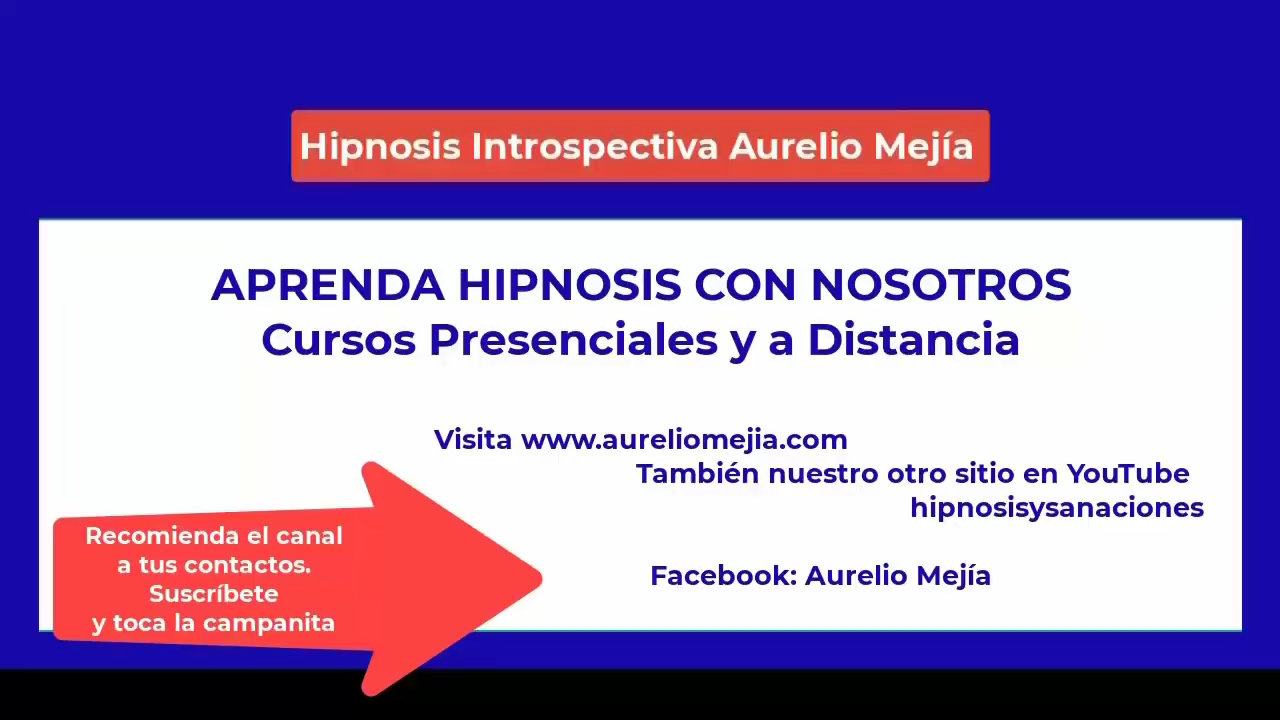 Hipnosis Introspectiva Aurelio Mejía
APRENDA HIPNOSIS CON NOSOTROS
Cursos Presenciales y a Distancia
Visita www.aureliomejia.com
También nuestro otro sitio en YouTube
hipnosisysanaciones
Facebook: Aurelio Mejía
Recomienda el canal
a tus contactos.
Suscríbete
y toca la campanita